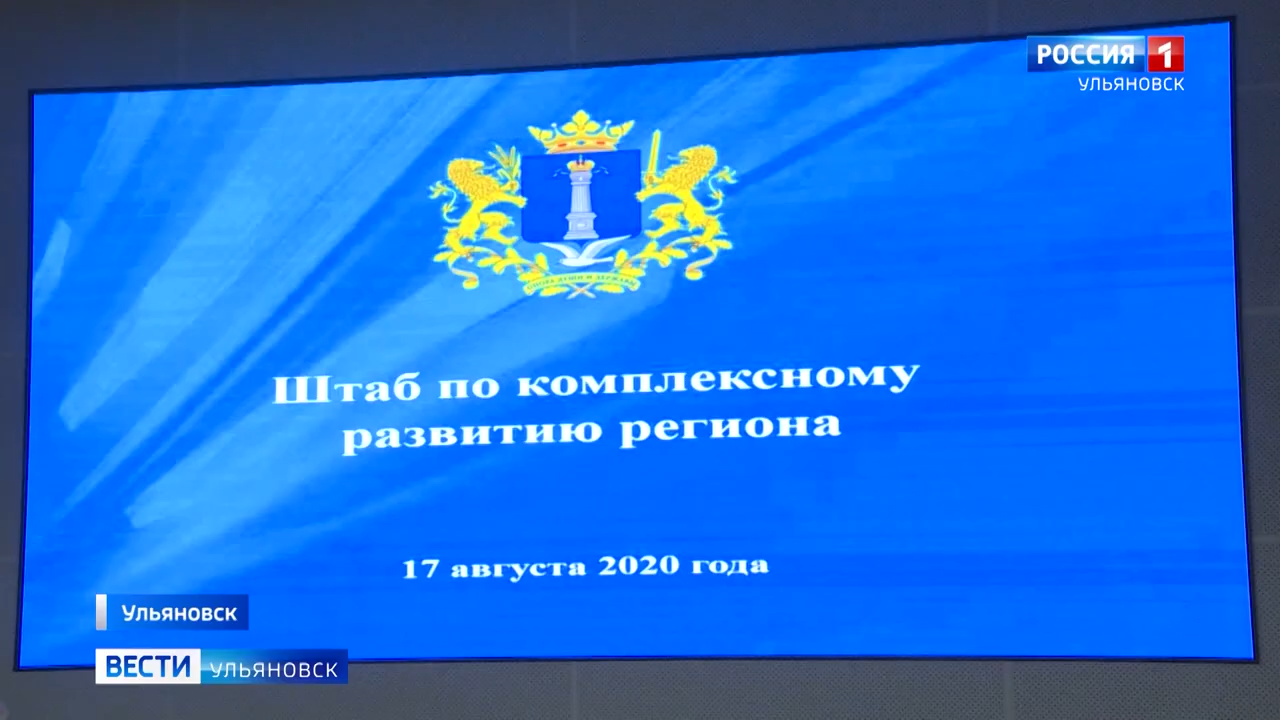 РОССИЯ 1
УЛЬЯНОВСК
Штаб по комплексному
развитию региона
17 августа 2020 года
Ульяновск
ВЕСТИ УЛЬЯНОВСК